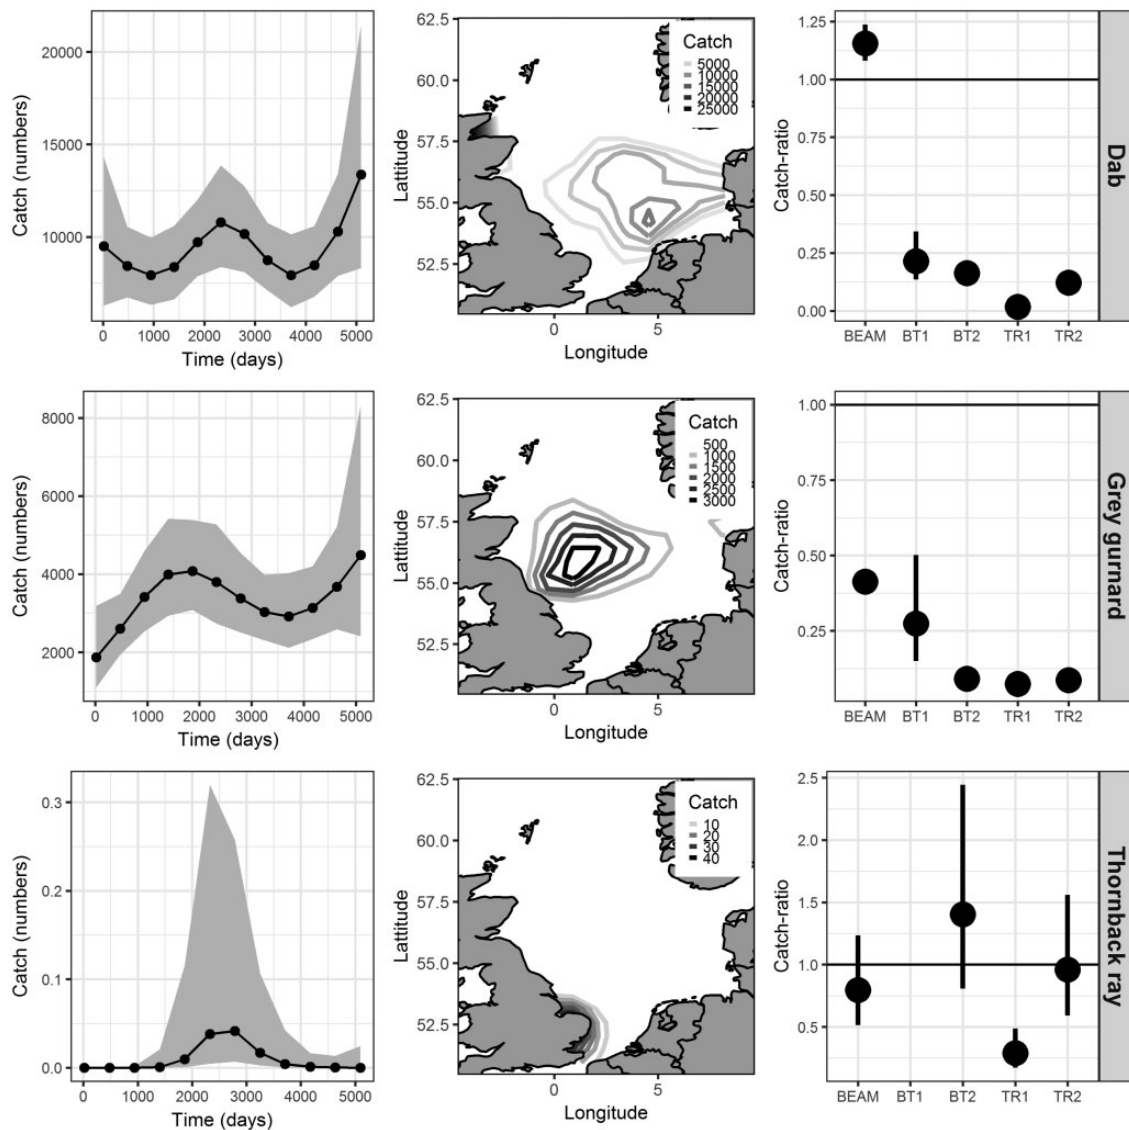 Catch (numbers)
20000
15000
10000
0 1000 2000 3000 4000 5000
Time (days)
Lattitude
62.5
60.0
57.5
55.0
52.5
0 5
Longitude
Catch
5000
10000
15000
20000
25000
Catch-ratio
1.25
1.00
0.75
0.50
0.25
0.00
BEAM BT1 BT2 TR1 TR2
Dab
Catch (numbers)
8000
6000
4000
2000
0 1000 2000 3000 4000 5000
Time (days)
Lattitude
62.5
60.0
57.5
55.0
52.5
0 5
Longitude
Catch
500
1000
1500
2000
2500
3000
Catch-ratio
1.00
0.75
0.50
0.25
BEAM BT1 BT2 TR1 TR2
Grey gurnard
Catch (numbers)
0.3
0.2
0.1
0.0
0 1000 2000 3000 4000 5000
Time (days)
Lattitude
62.5
60.0
57.5
55.0
52.5
0 5
Longitude
Catch
10
20
30
40
Catch-ratio
2.5
2.0
1.5
1.0
0.5
BEAM BT1 BT2 TR1 TR2
Thornback ray